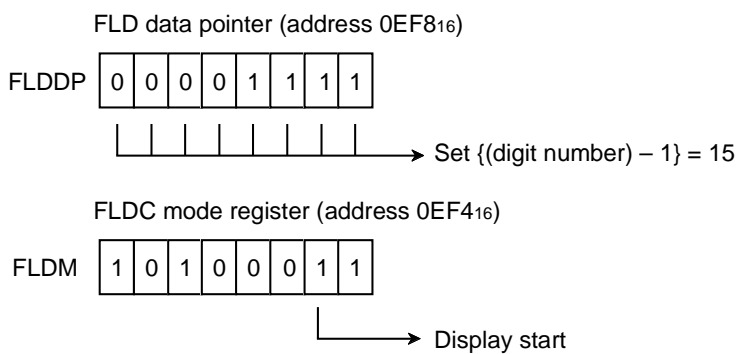 FLD data pointer (address 0EF816)
FLDDP 0 0 0 0 1 1 1 1
Set {(digit number) – 1} = 15
FLDC mode register (address 0EF416)
FLDM 1 0 1 0 0 0 1 1
Display start